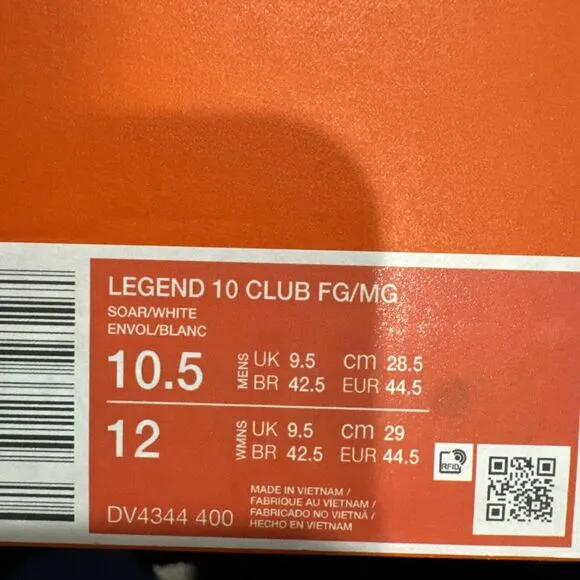 LEGEND 10 CLUB FG/MG
SOAR/WHITE
ENVOL/BLANC
10.5 MENS UK 9.5 cm 28.5
BR 42.5 EUR 44.5
12 WMNS UK 9.5 cm 29
BR 42.5 EUR 44.5
RFID
MADE IN VIETNAM /
FABRIQUE AU VIETNAM /
FABRICADO NO VIETNÃ /
HECHO EN VIETNAM
DV4344 400